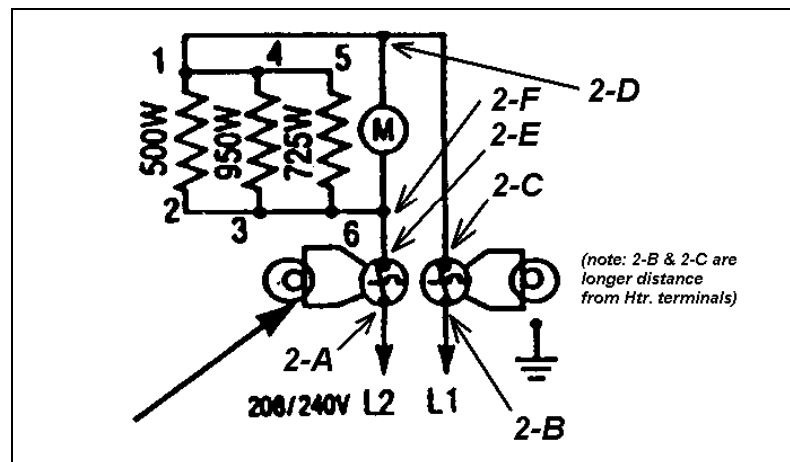 1 4 5
2-F 2-D
500W 950W 725W M
2-E
2-C
2 3 6
(note: 2-B & 2-C are
longer distance
from Htr. terminals)
2-A
208/240V L2 L1
2-B